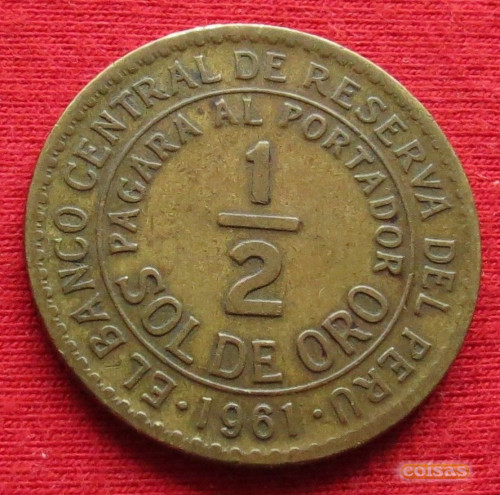 EL BANCO CENTRAL DE RESERVA DEL PERU
PAGARA AL PORTADOR
1
2
SOL DE ORO
· 1961 ·
coisas